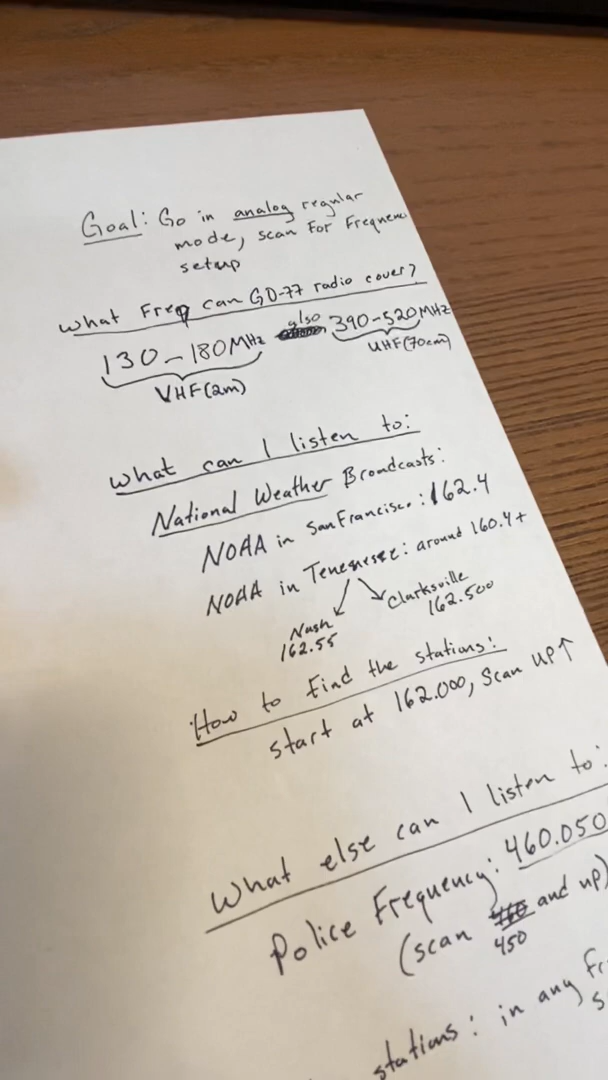 Goal: Go in analog regular
mode, scan for Frequenc
setup
What Freq can GD-77 radio cover?
130-180MHz also 390-520MHz
VHF(2m) UHF(70cm)
What can I listen to:
National Weather Broadcasts:
NOAA in San Francisco: 162.4
NOAA in Tenenesse: around 160.4+
Nash Clarksville
162.55 162.500
How to find the stations:
start at 162.000, Scan UP↑
What else can I listen to:
Police Frequency: 460.050
(scan and up)
450
stations: in any fr